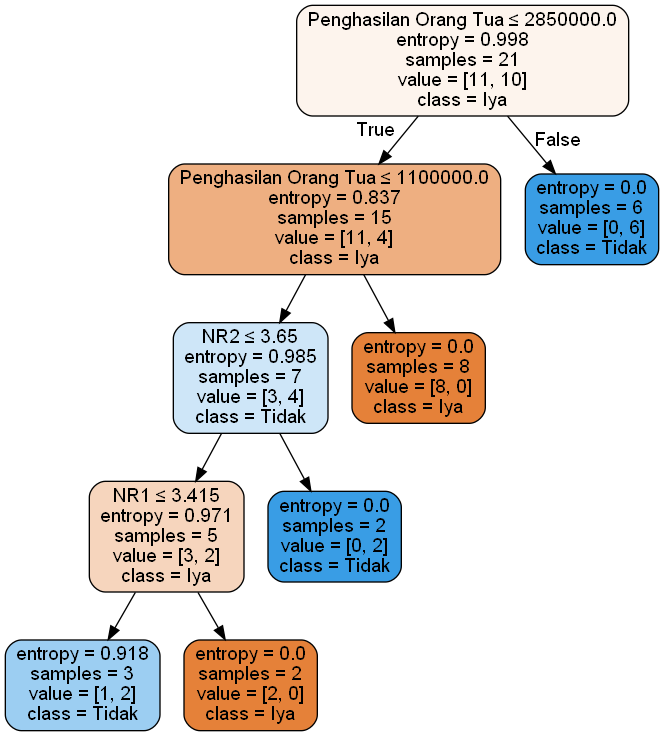 Penghasilan Orang Tua ≤ 2850000.0
entropy = 0.998
samples = 21
value = [11, 10]
class = Iya
True
False
Penghasilan Orang Tua ≤ 1100000.0
entropy = 0.837
samples = 15
value = [11, 4]
class = Iya
entropy = 0.0
samples = 6
value = [0, 6]
class = Tidak
NR2 ≤ 3.65
entropy = 0.985
samples = 7
value = [3, 4]
class = Tidak
entropy = 0.0
samples = 8
value = [8, 0]
class = Iya
NR1 ≤ 3.415
entropy = 0.971
samples = 5
value = [3, 2]
class = Iya
entropy = 0.0
samples = 2
value = [0, 2]
class = Tidak
entropy = 0.918
samples = 3
value = [1, 2]
class = Tidak
entropy = 0.0
samples = 2
value = [2, 0]
class = Iya